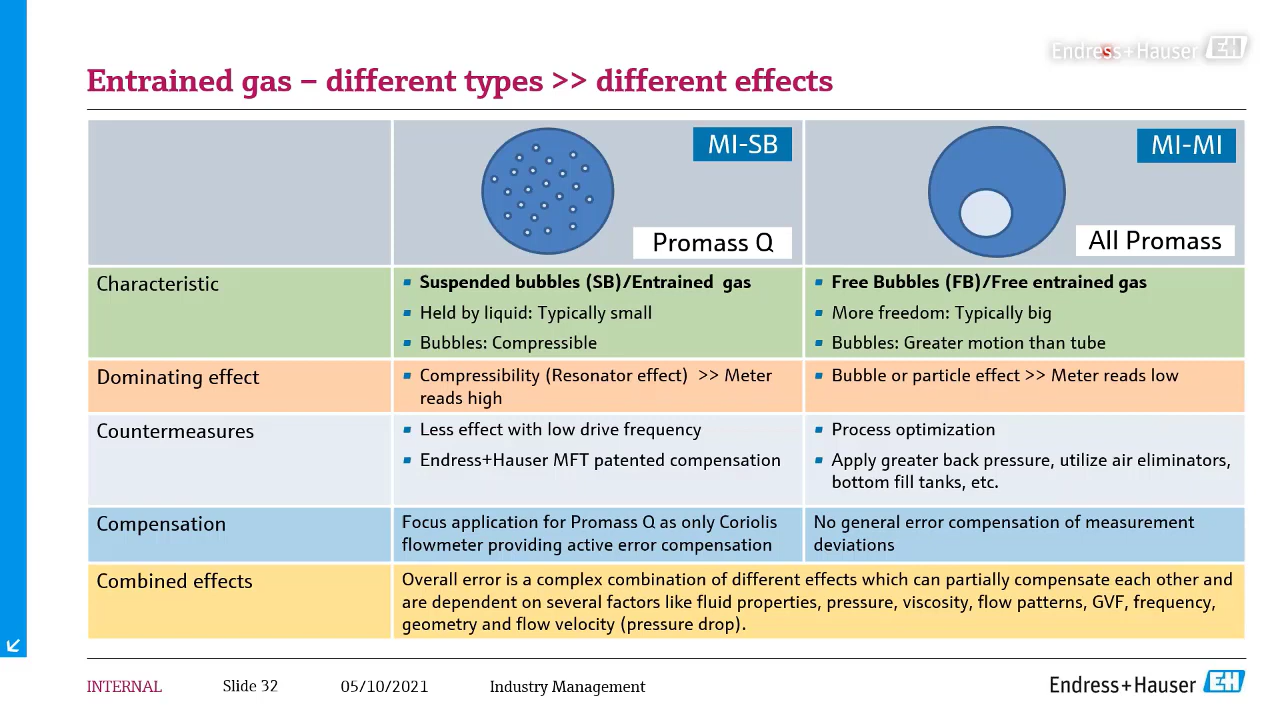 Endress+Hauser EH
Entrained gas – different types >> different effects
MI-SB
Promass Q
MI-MI
All Promass
Characteristic
Suspended bubbles (SB)/Entrained gas
Held by liquid: Typically small
Bubbles: Compressible
Free Bubbles (FB)/Free entrained gas
More freedom: Typically big
Bubbles: Greater motion than tube
Dominating effect
Compressibility (Resonator effect) >> Meter
reads high
Bubble or particle effect >> Meter reads low
Countermeasures
Less effect with low drive frequency
Endress+Hauser MFT patented compensation
Process optimization
Apply greater back pressure, utilize air eliminators,
bottom fill tanks, etc.
Compensation
Focus application for Promass Q as only Coriolis
flowmeter providing active error compensation
No general error compensation of measurement
deviations
Combined effects
Overall error is a complex combination of different effects which can partially compensate each other and
are dependent on several factors like fluid properties, pressure, viscosity, flow patterns, GVF, frequency,
geometry and flow velocity (pressure drop).
INTERNAL
Slide 32
05/10/2021
Industry Management
Endress+Hauser EH